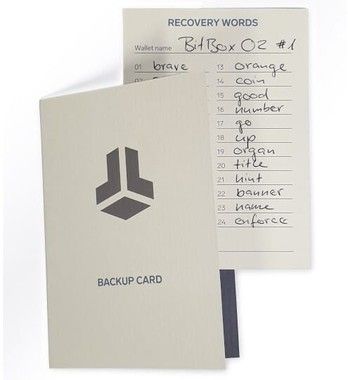 RECOVERY WORDS
Wallet name BitBox 02 #1
01 brave 13 orange
14 coin
15 good
16 number
17 go
18 up
19 organ
20 title
21 hint
22 banner
23 name
24 enforce
BACKUP CARD